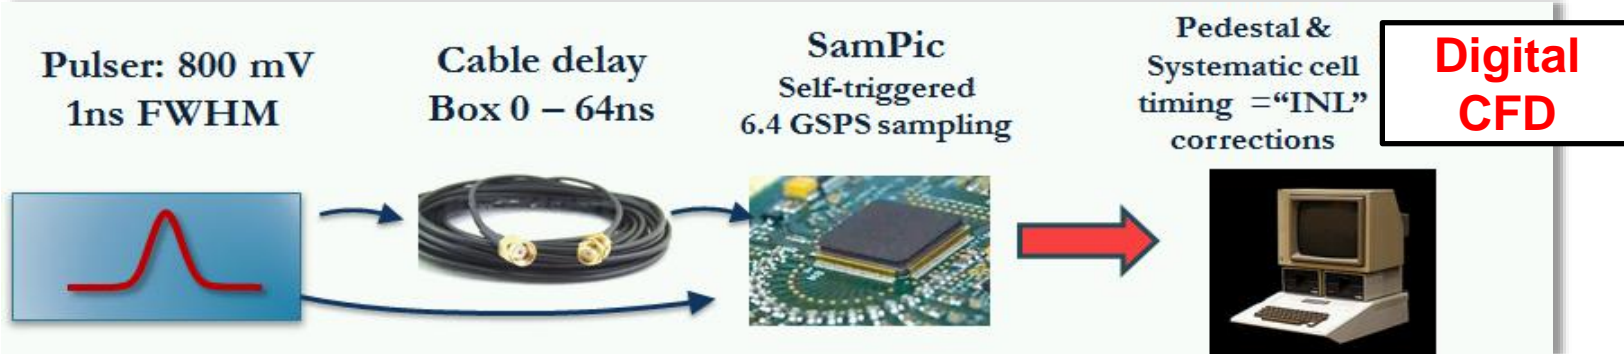 Pulser: 800 mV
1ns FWHM
Cable delay
Box 0 – 64ns
SamPic
Self-triggered
6.4 GSPS sampling
Pedestal &
Systematic cell
timing =“INL”
corrections
Digital
CFD